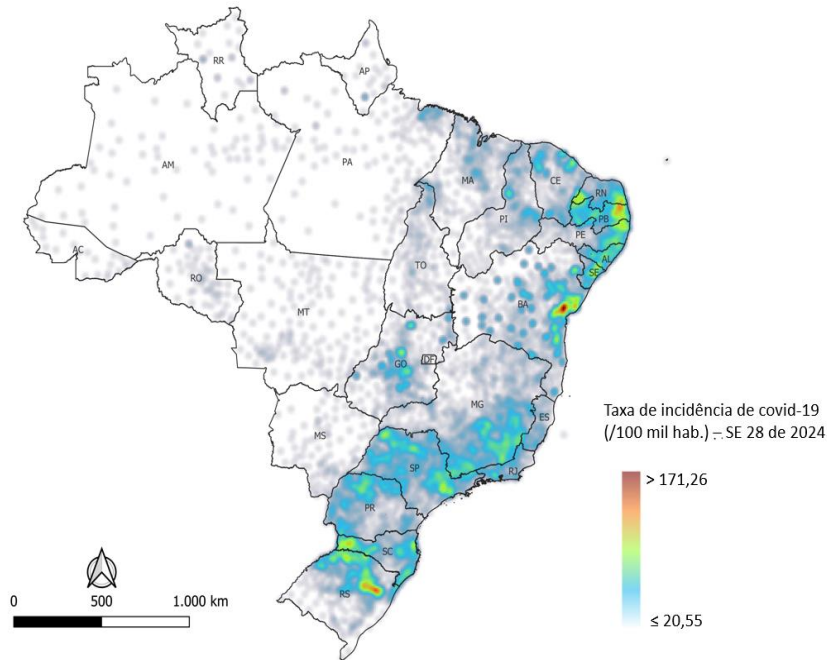 RR
AP
AM
PA
MA
CE
RN
PB
PI
PE
AC
AL
SE
RO
TO
BA
MT
GO
DF
MG
ES
MS
SP
RJ
PR
SC
RS
Taxa de incidência de covid-19
(/100 mil hab.) – SE 28 de 2024
> 171,26
≤ 20,55
0 500 1.000 km